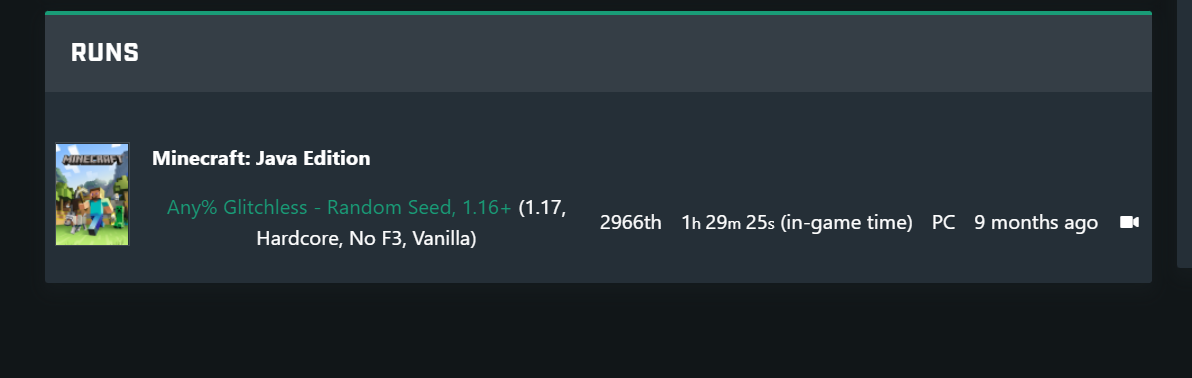 RUNS
MINECRAFT
Minecraft: Java Edition
Any% Glitchless - Random Seed, 1.16+ (1.17,
Hardcore, No F3, Vanilla)
2966th 1h 29m 25s (in-game time) PC 9 months ago